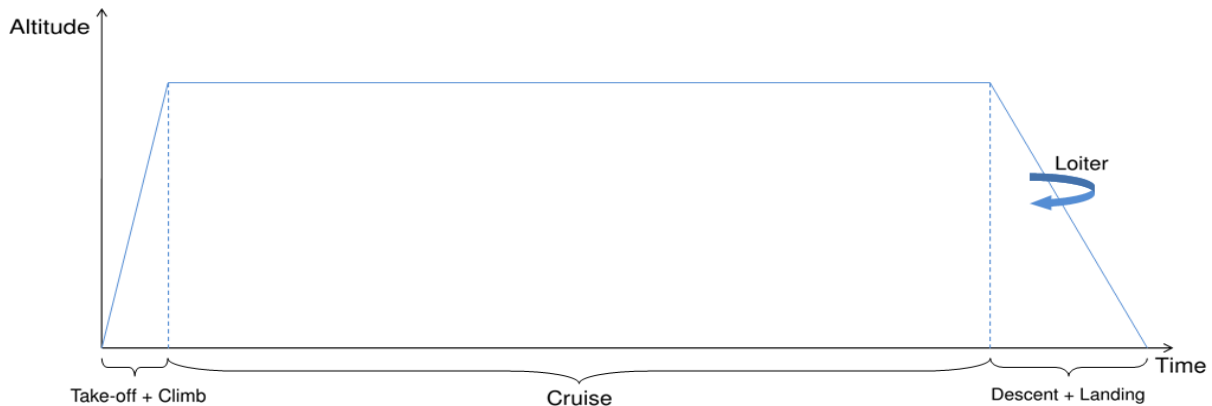 Altitude
Loiter
Time
Take-off + Climb
Cruise
Descent + Landing